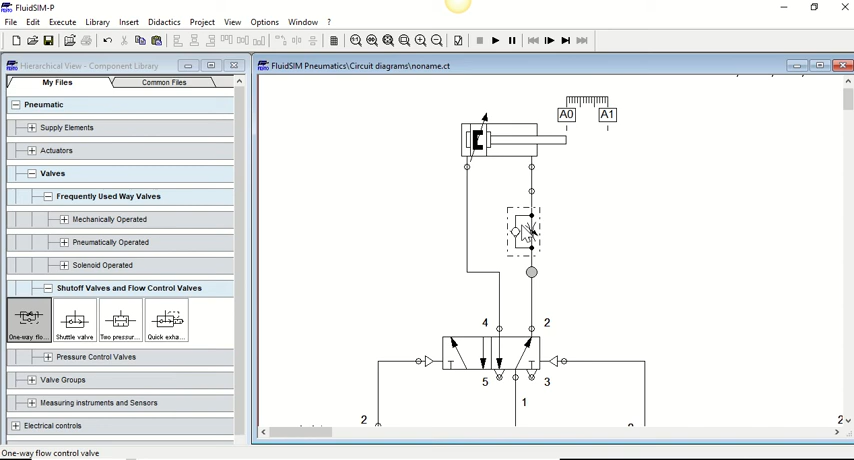 FluidSIM-P
File Edit Execute Library Insert Didactics Project View Options Window ?
Hierarchical View - Component Library
My Files Common Files
Pneumatic
Supply Elements
Actuators
Valves
Frequently Used Way Valves
Mechanically Operated
Pneumatically Operated
Solenoid Operated
Shutoff Valves and Flow Control Valves
One-way flo... Shuttle valve Two pressur... Quick exha...
Pressure Control Valves
Valve Groups
Measuring instruments and Sensors
Electrical controls
One-way flow control valve
FluidSIM Pneumatics\Circuit diagrams\noname.ct
A0 A1
4 2
5 3
1
2